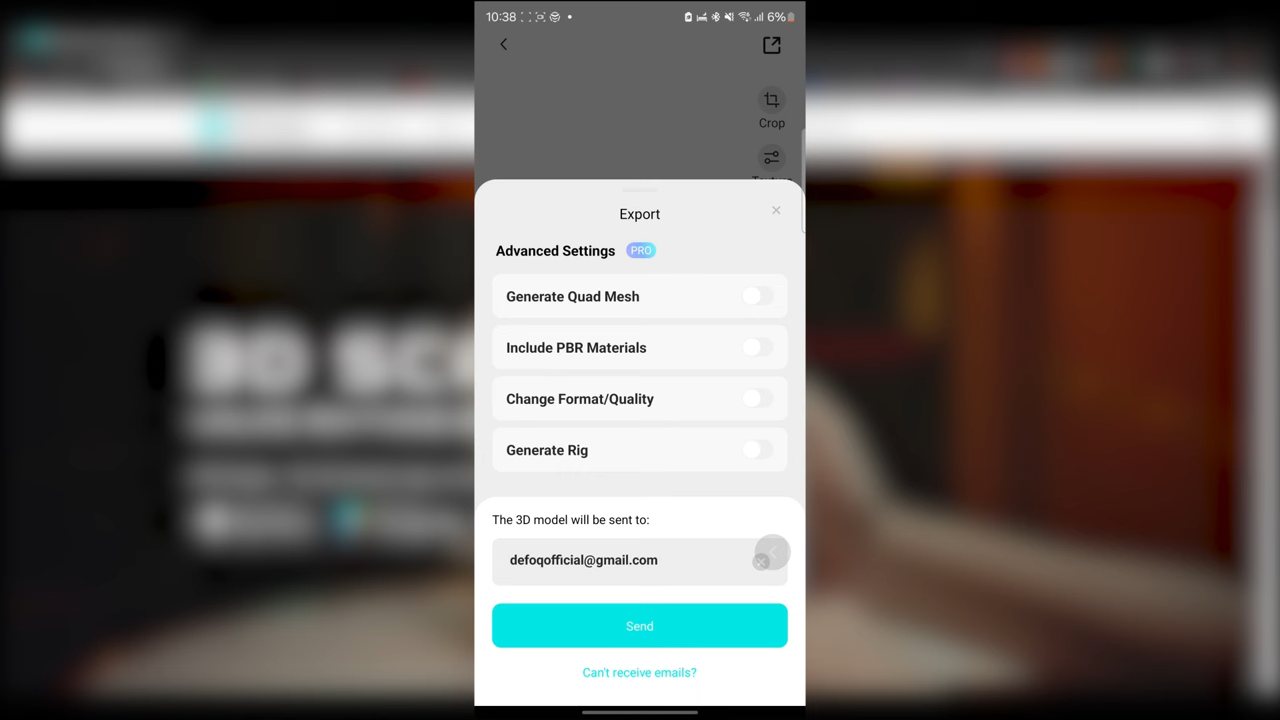 10:38
6%
Crop
Export
Advanced Settings PRO
Generate Quad Mesh
Include PBR Materials
Change Format/Quality
Generate Rig
The 3D model will be sent to:
defoqofficial@gmail.com
Send
Can't receive emails?